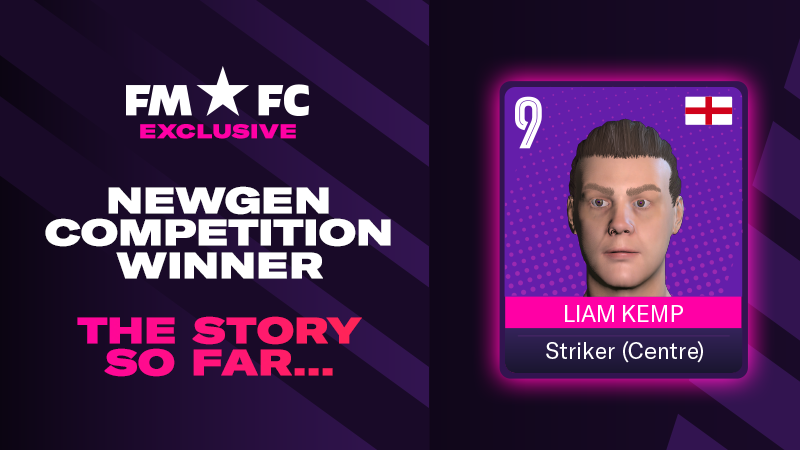 FM★FC
EXCLUSIVE
NEWGEN
COMPETITION
WINNER
THE STORY
SO FAR...
9
LIAM KEMP
Striker (Centre)